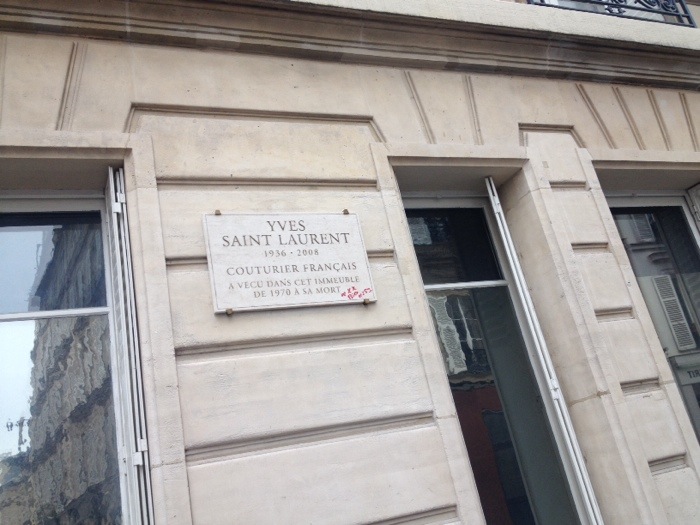 YVES
SAINT LAURENT
1936 • 2008
COUTURIER FRANÇAIS
A VÉCU DANS CET IMMEUBLE
DE 1970 À SA MORT